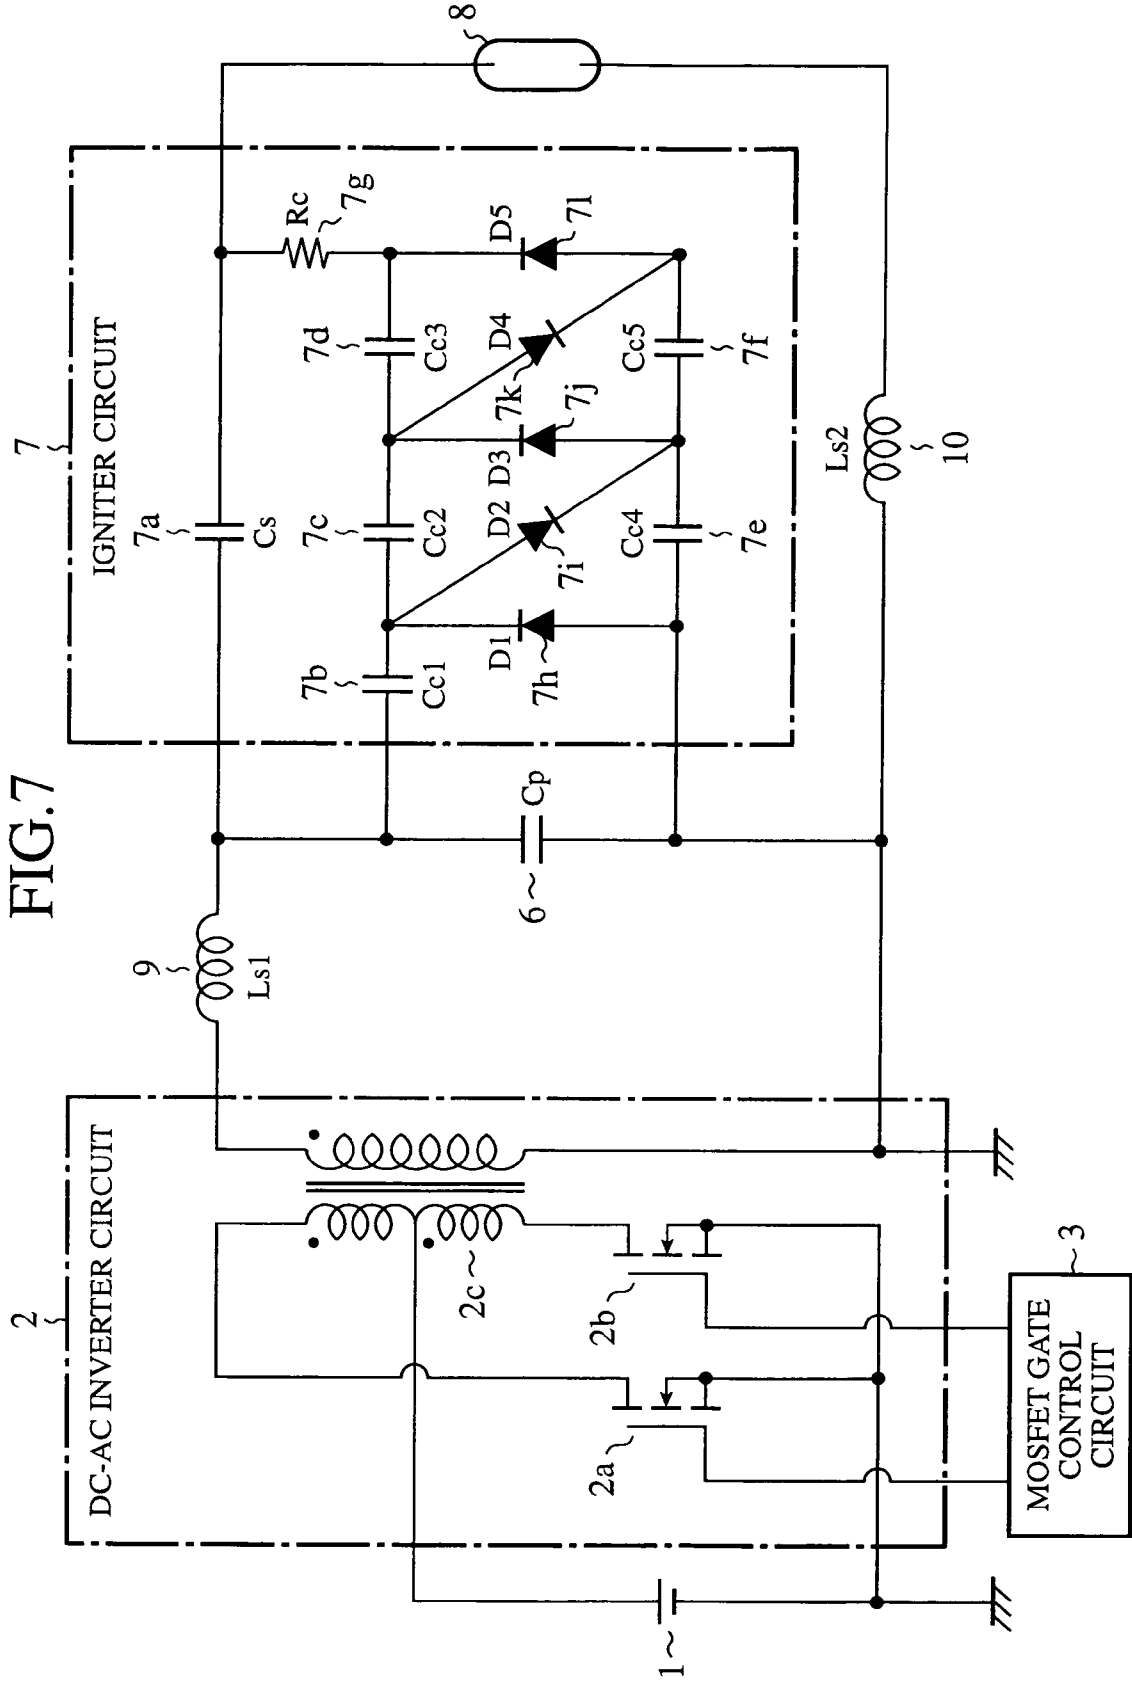 FIG.7
2
DC-AC INVERTER CIRCUIT
9
Ls1
7
IGNITER CIRCUIT
7a
Cs
7b
Cc1
7c
Cc2
7d
Cc3
Rc
7g
8
D1
7h
D2
7i
D3
7j
D4
7k
D5
7l
Cc4
7e
Cc5
7f
6
Cp
Ls2
10
2c
2a
2b
1
3
MOSFET GATE
CONTROL
CIRCUIT